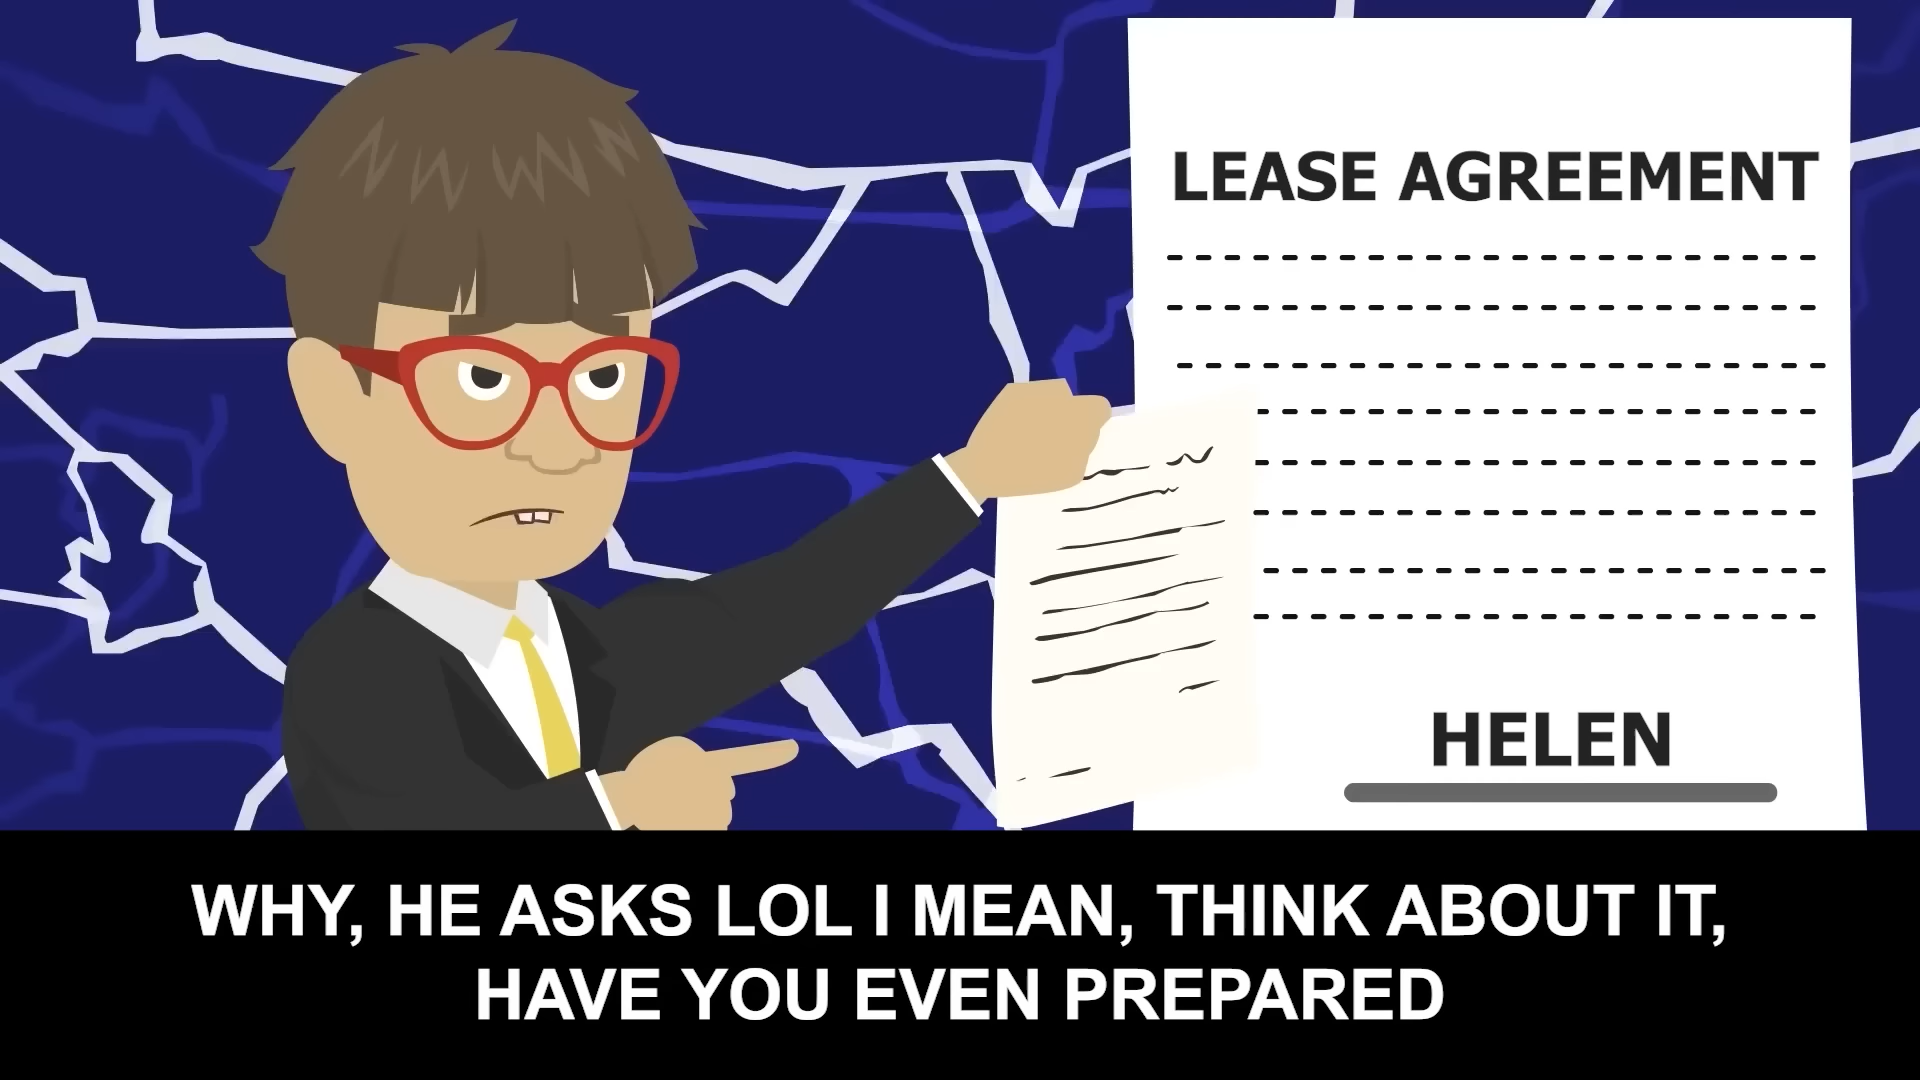 LEASE AGREEMENT
HELEN
WHY, HE ASKS LOL I MEAN, THINK ABOUT IT,
HAVE YOU EVEN PREPARED